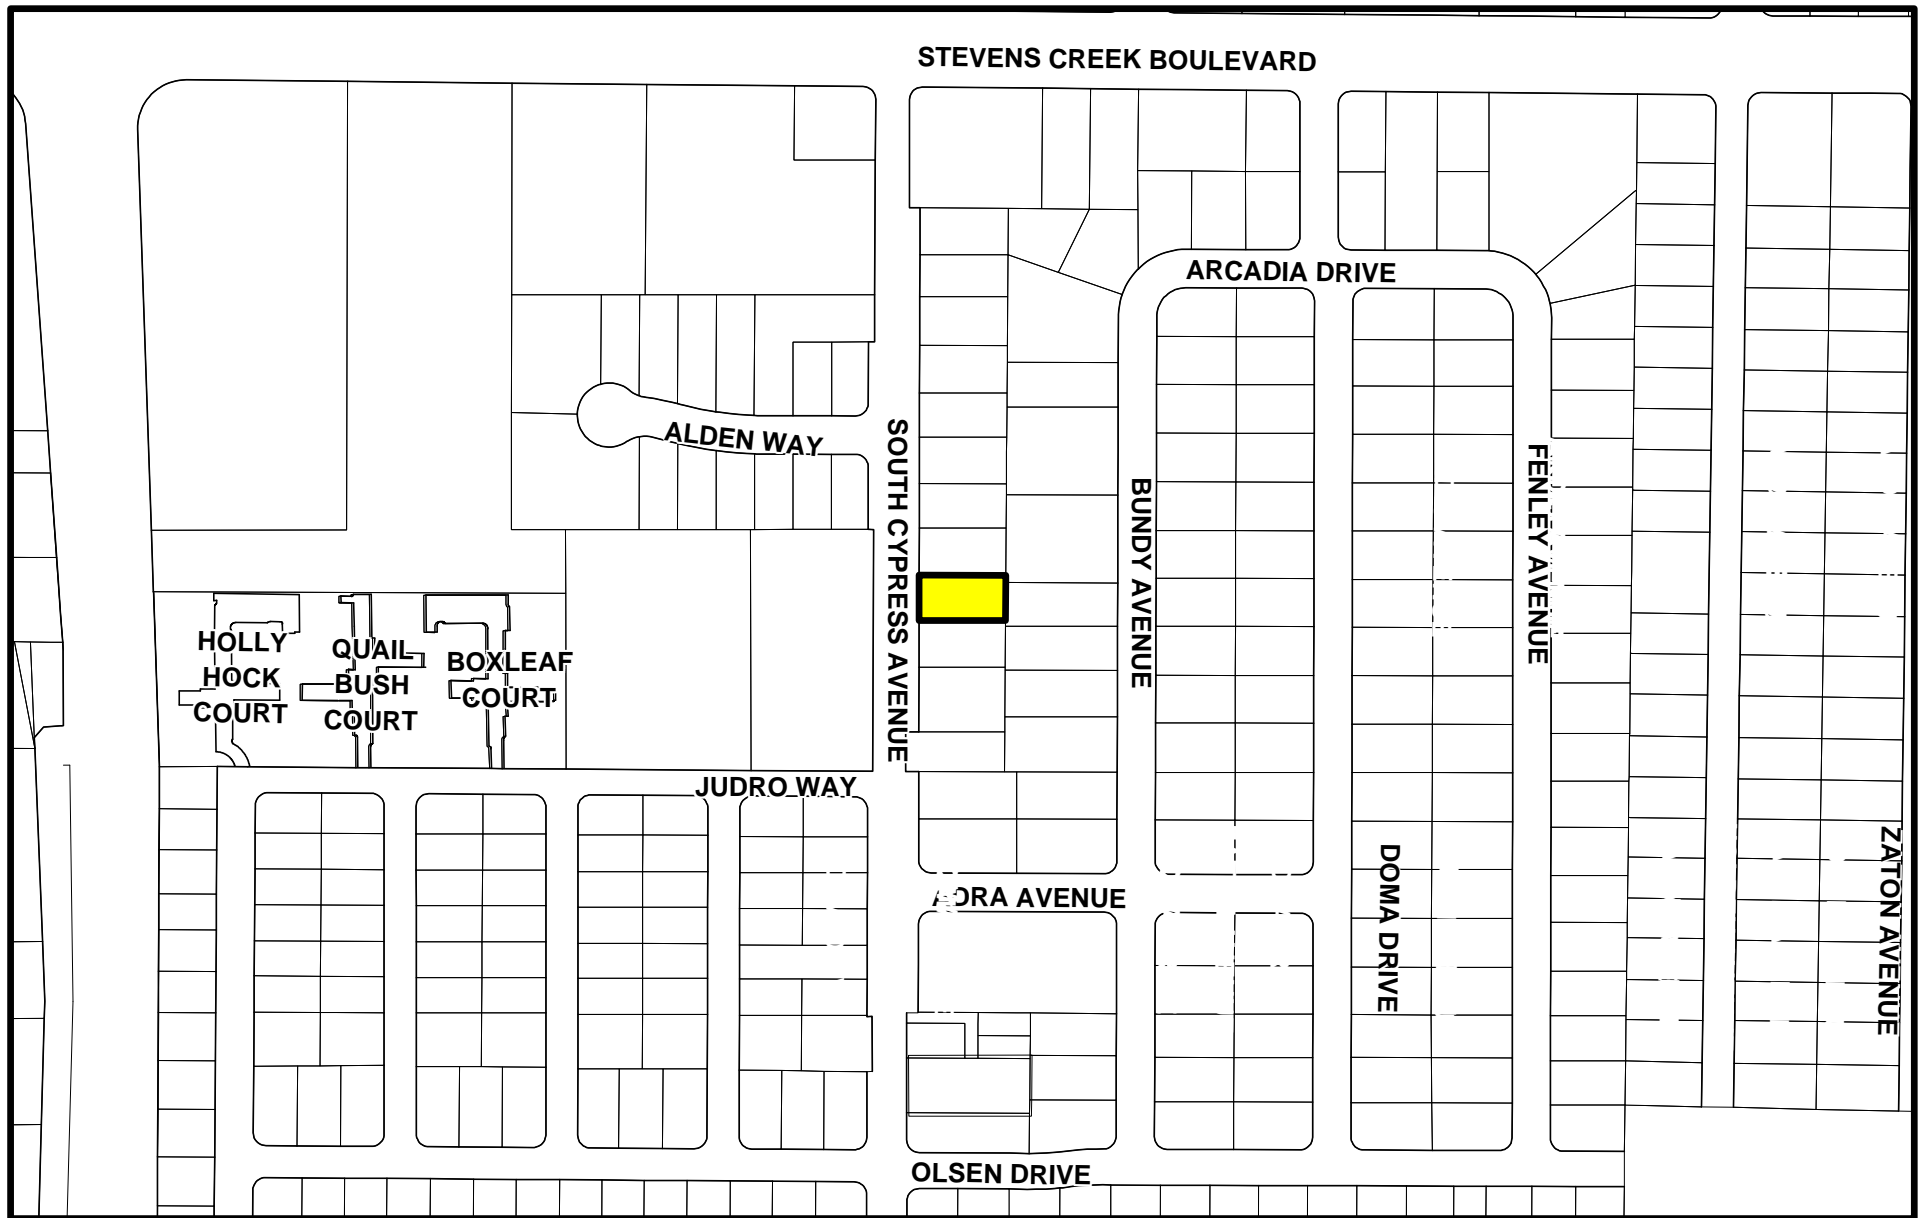 STEVENS CREEK BOULEVARD
ARCADIA DRIVE
ALDEN WAY
SOUTH CYPRESS AVENUE
BUNDY AVENUE
FENLEY AVENUE
HOLLY
HOCK
COURT
QUAIL
BUSH
COURT
BOXLEAF
COURT
JUDRO WAY
DOMA DRIVE
ZATON AVENUE
ADRA AVENUE
OLSEN DRIVE